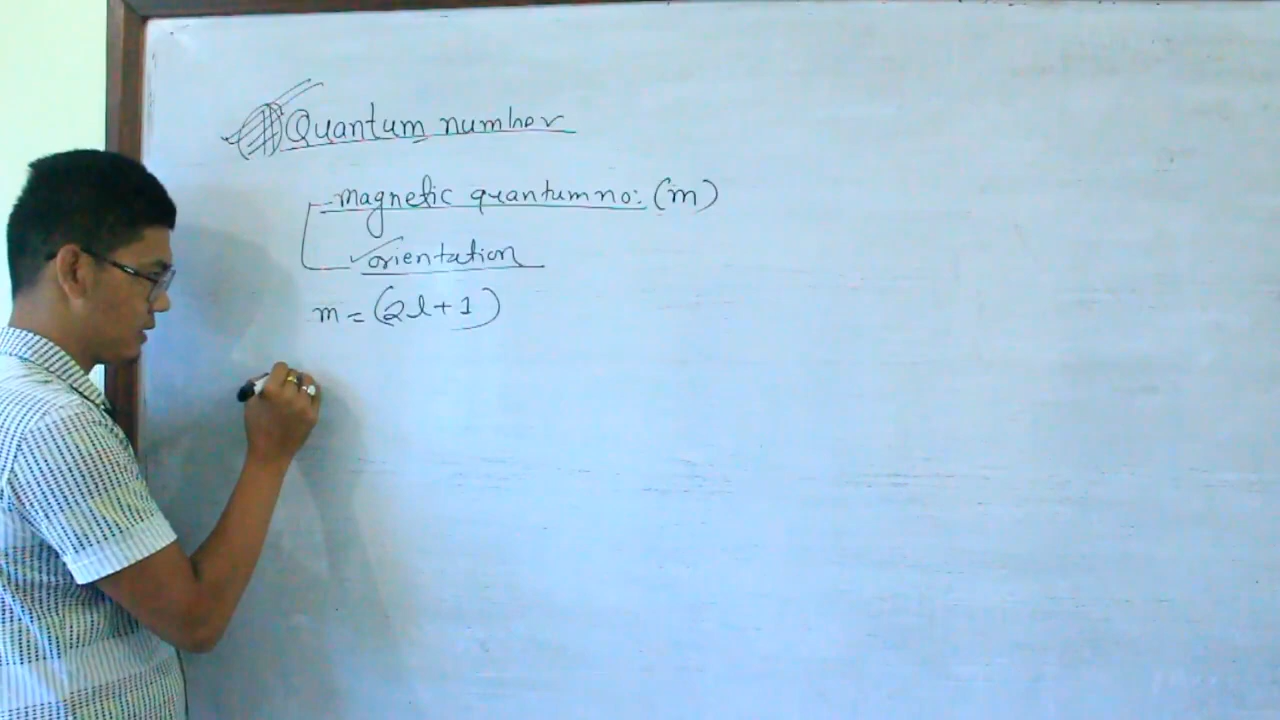 Quantum number
magnetic quantum no: (m)
orientation
m = (2l+1)